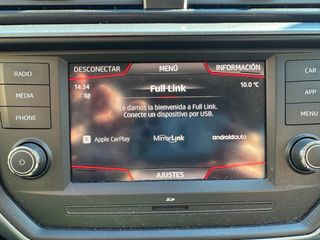 DESCONECTAR MENÚ INFORMACIÓN
RADIO
MEDIA
PHONE
CAR
APP
MENU
14:34
Full Link
10.0 °C
Le damos la bienvenida a Full Link.
Conecte un dispositivo por USB.
Apple CarPlay MirrorLink androidauto
AJUSTES
SD